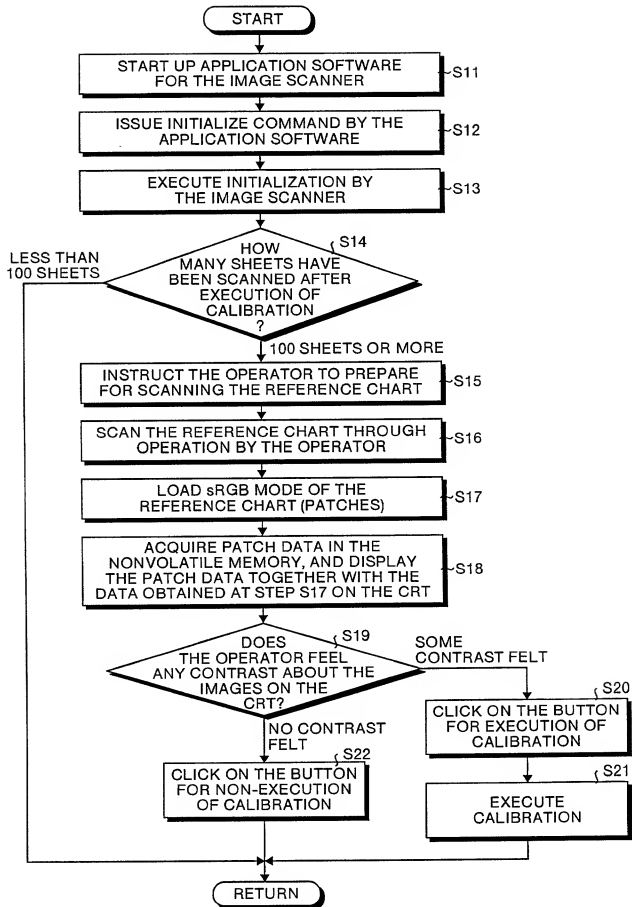 START
START UP APPLICATION SOFTWARE
FOR THE IMAGE SCANNER
S11
ISSUE INITIALIZE COMMAND BY THE
APPLICATION SOFTWARE
S12
EXECUTE INITIALIZATION BY
THE IMAGE SCANNER
S13
S14
HOW
MANY SHEETS HAVE
BEEN SCANNED AFTER
EXECUTION OF
CALIBRATION
?
LESS THAN
100 SHEETS
100 SHEETS OR MORE
INSTRUCT THE OPERATOR TO PREPARE
FOR SCANNING THE REFERENCE CHART
S15
SCAN THE REFERENCE CHART THROUGH
OPERATION BY THE OPERATOR
S16
LOAD sRGB MODE OF THE
REFERENCE CHART (PATCHES)
S17
ACQUIRE PATCH DATA IN THE
NONVOLATILE MEMORY, AND DISPLAY
THE PATCH DATA TOGETHER WITH THE
DATA OBTAINED AT STEP S17 ON THE CRT
S18
S19
DOES
THE OPERATOR FEEL
ANY CONTRAST ABOUT THE
IMAGES ON THE
CRT?
SOME
CONTRAST FELT
NO CONTRAST
FELT
S20
CLICK ON THE BUTTON
FOR EXECUTION OF
CALIBRATION
S21
EXECUTE
CALIBRATION
S22
CLICK ON THE BUTTON
FOR NON-EXECUTION
OF CALIBRATION
RETURN